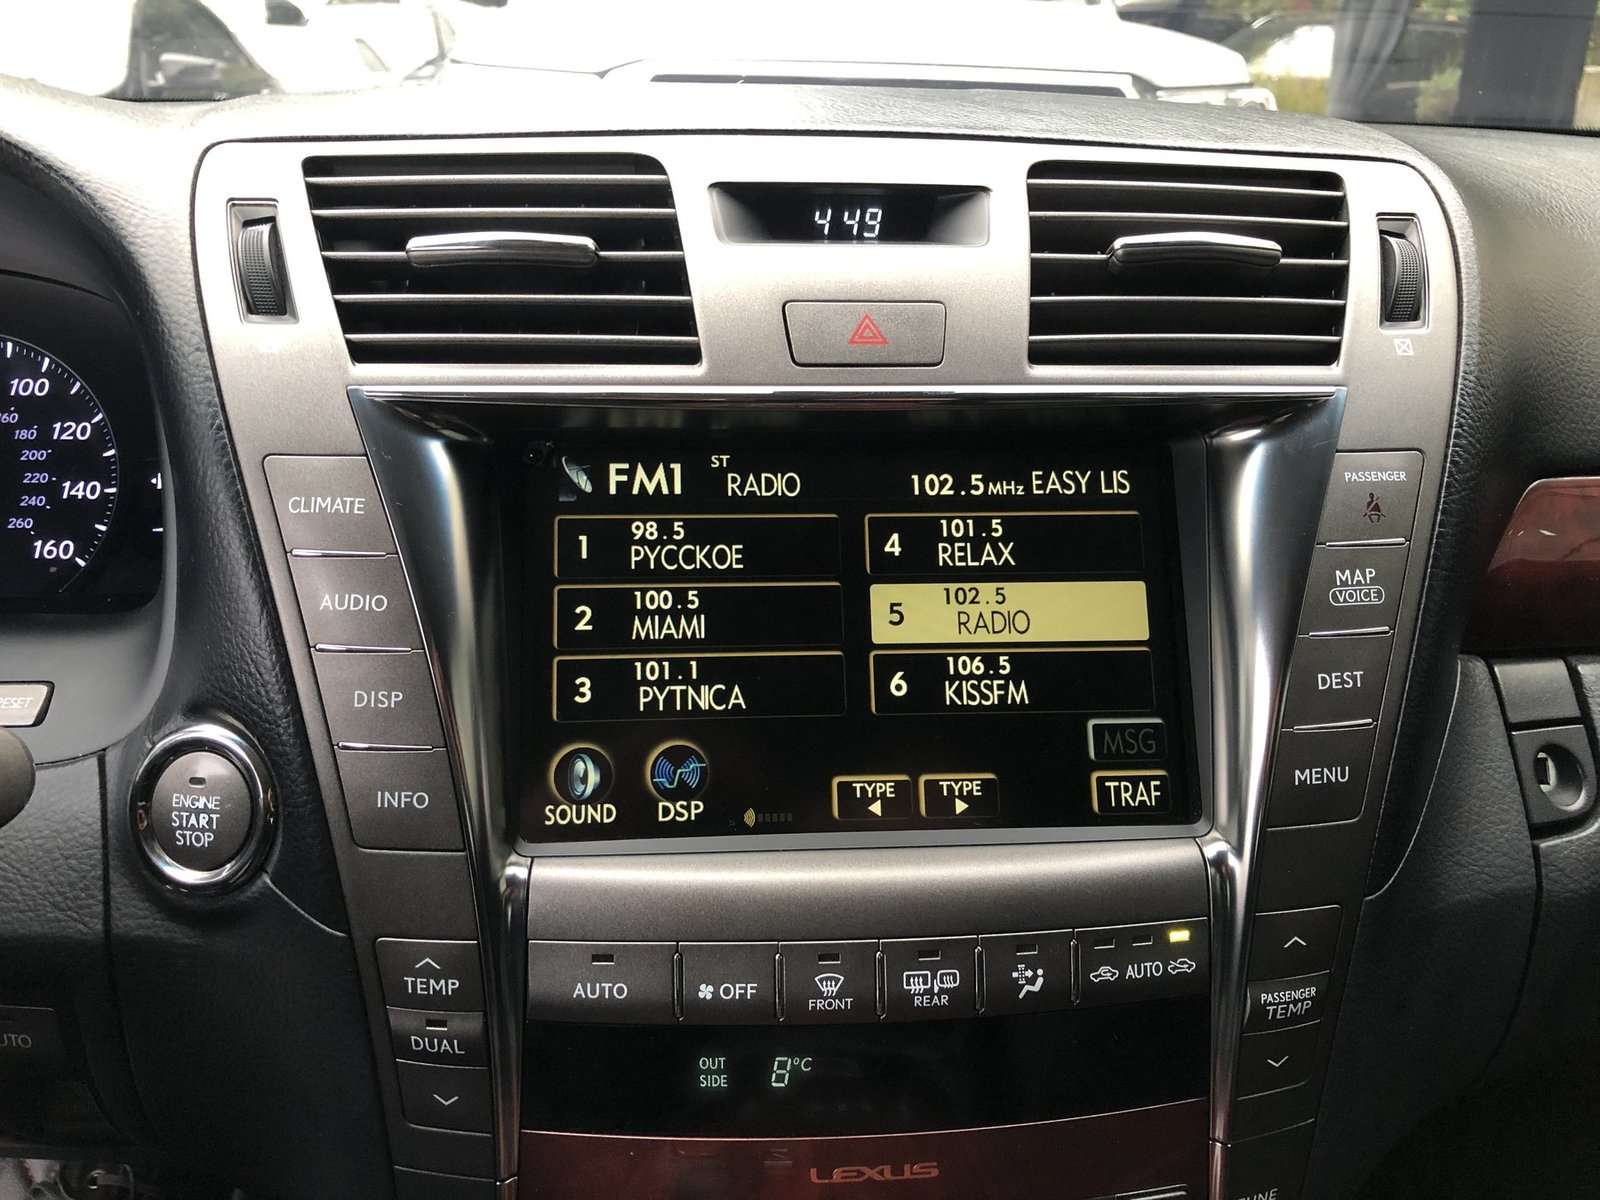 4 49
100
160
120
180
200
220
140
240
260
160
CLIMATE
AUDIO
DISP
INFO
PASSENGER
MAP
VOICE
DEST
MENU
FM1 ST RADIO 102.5MHz EASY LIS
1 98.5
PYCCKOE
4 101.5
RELAX
2 100.5
MIAMI
5 102.5
RADIO
3 101.1
PYTNICA
6 106.5
KISSFM
MSG
SOUND
DSP
TYPE
TYPE
TRAF
RESET
ENGINE
START
STOP
TEMP
DUAL
AUTO
OFF
FRONT
REAR
AUTO
PASSENGER
TEMP
OUT
SIDE
8°C
LEXUS